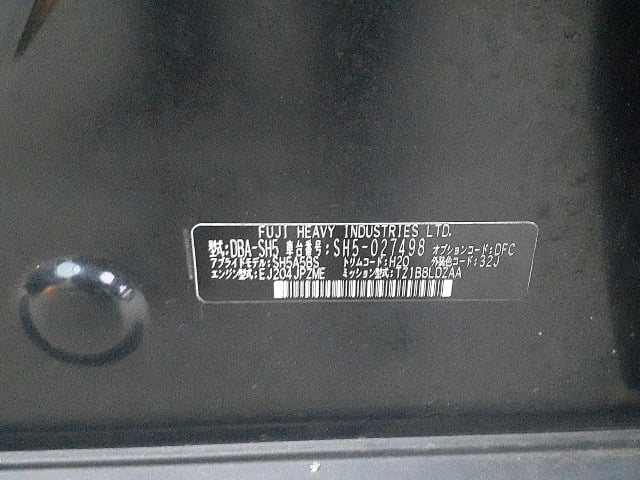 FUJI HEAVY INDUSTRIES LTD.
型式:DBA-SH5 車台番号:SH5-027498 オプションコード:DFC
アプライドモデル:SH5A5BS トリムコード:H20 外装色コード:32J
エンジン型式:EJ204JPZME ミッション型式:TZ1B8LDZAA